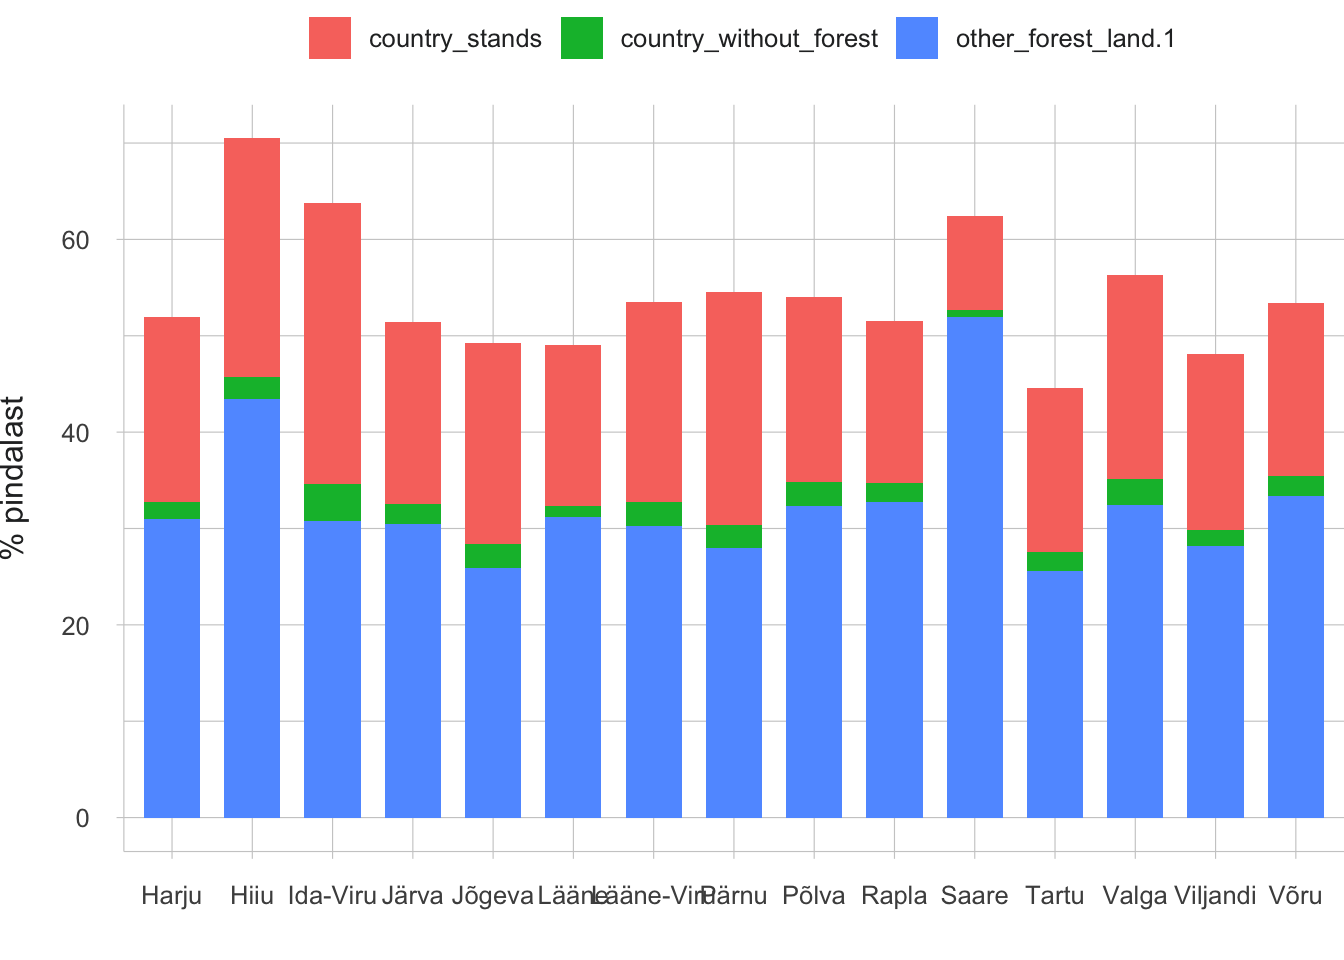 country_stands country_without_forest other_forest_land.1
% pindalast
60
40
20
0
Harju Hiiu Ida-Viru Järva Jõgeva Lääne Lääne-Viru Pärnu Põlva Rapla Saare Tartu Valga Viljandi Võru